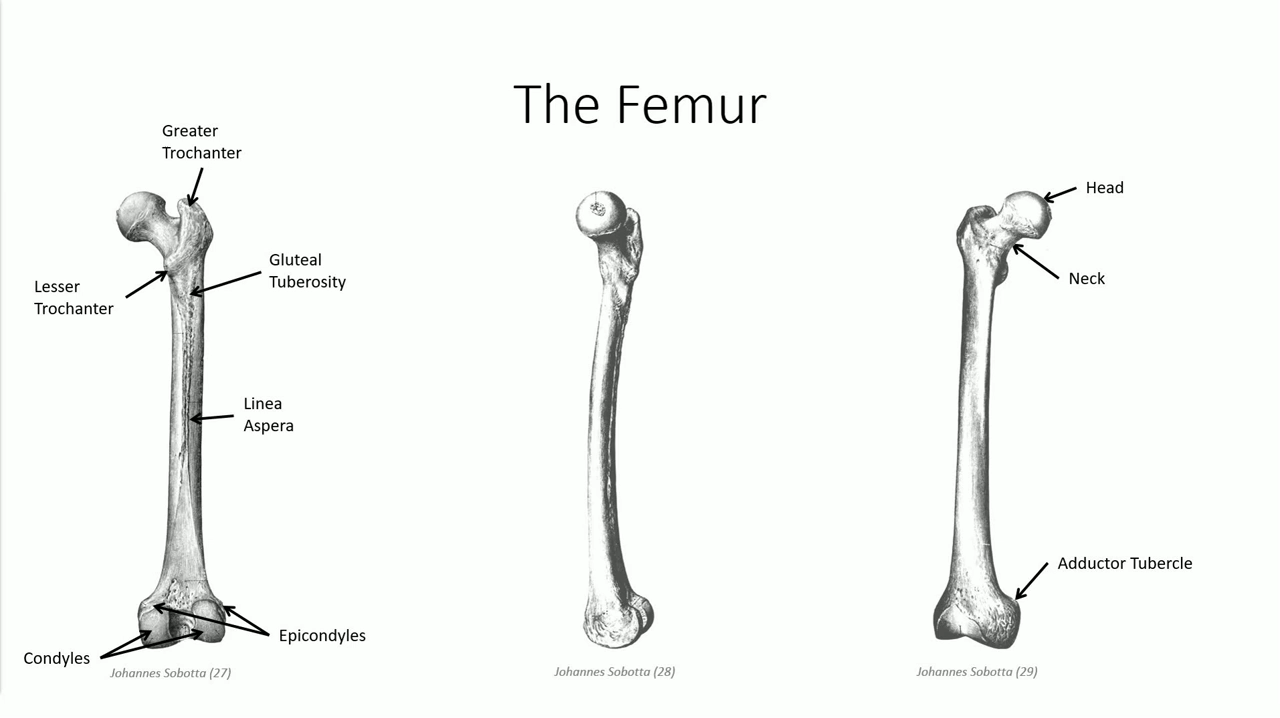 The Femur
Greater
Trochanter
Gluteal
Tuberosity
Lesser
Trochanter
Linea
Aspera
Epicondyles
Condyles
Johannes Sobotta (27)
Johannes Sobotta (28)
Head
Neck
Adductor Tubercle
Johannes Sobotta (29)